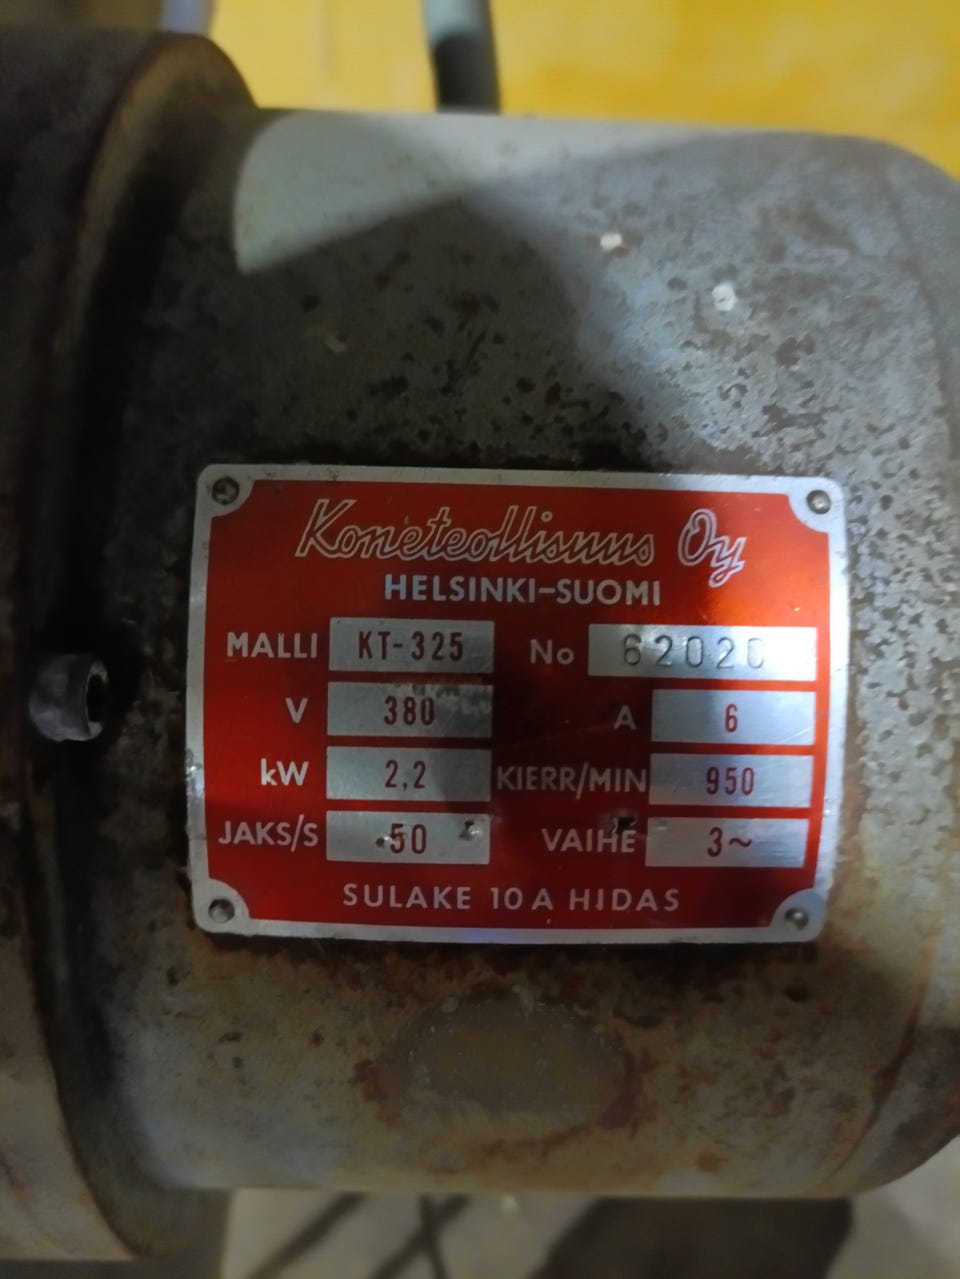 Koneteollisuus Oy
HELSINKI-SUOMI
MALLI KT-325 No 62020
V 380 A 6
kW 2,2 KIERR/MIN 950
JAKS/S 50 VAIHE 3~
SULAKE 10 A HIDAS